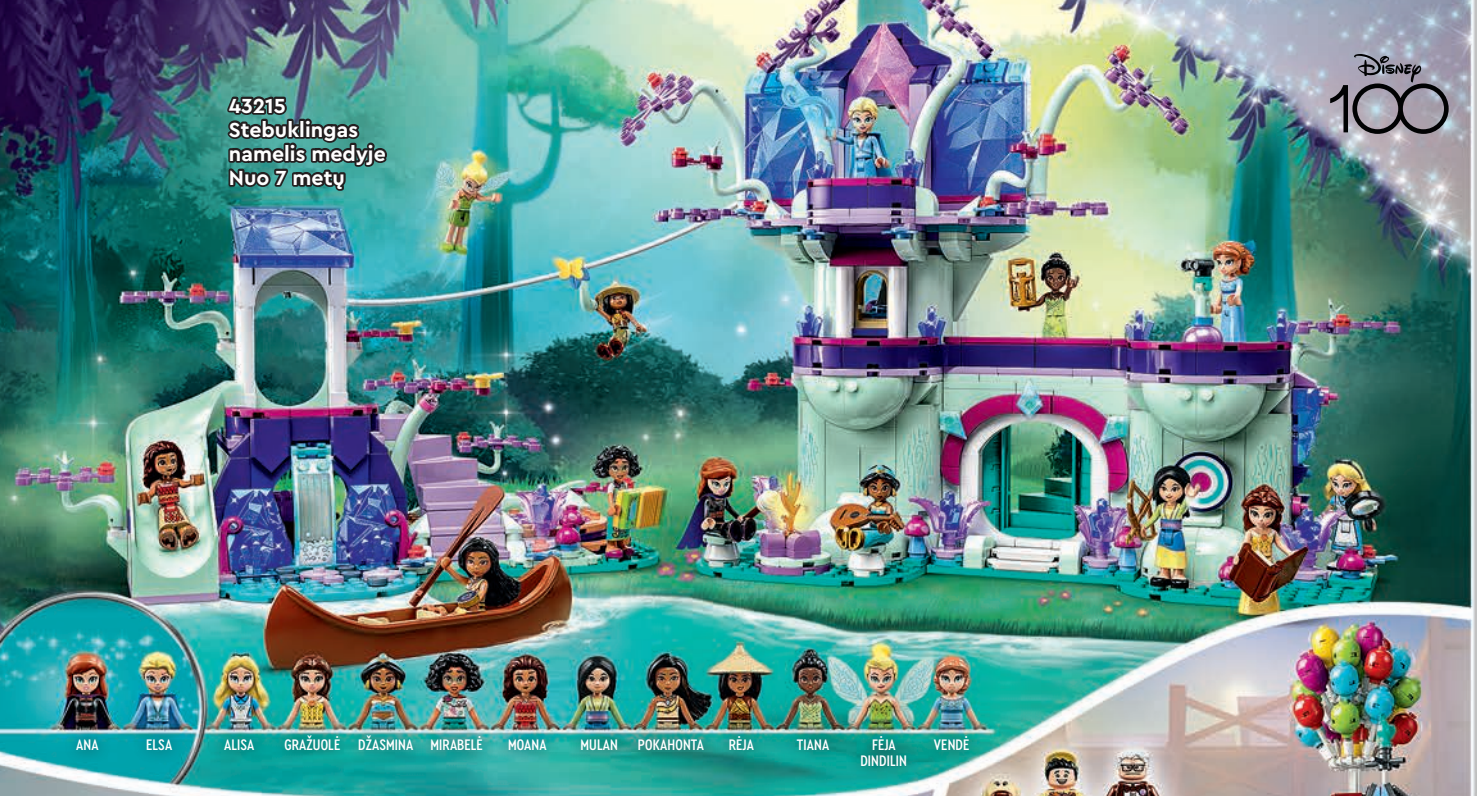 43215
Stebuklingas
namelis medyje
Nuo 7 metų
Disney
100
ANA
ELSA
ALISA
GRAŽUOLĖ
DŽASMINA
MIRABELĖ
MOANA
MULAN
POKAHONTA
RĖJA
TIANA
FĖJA
DINDILIN
VENDĖ